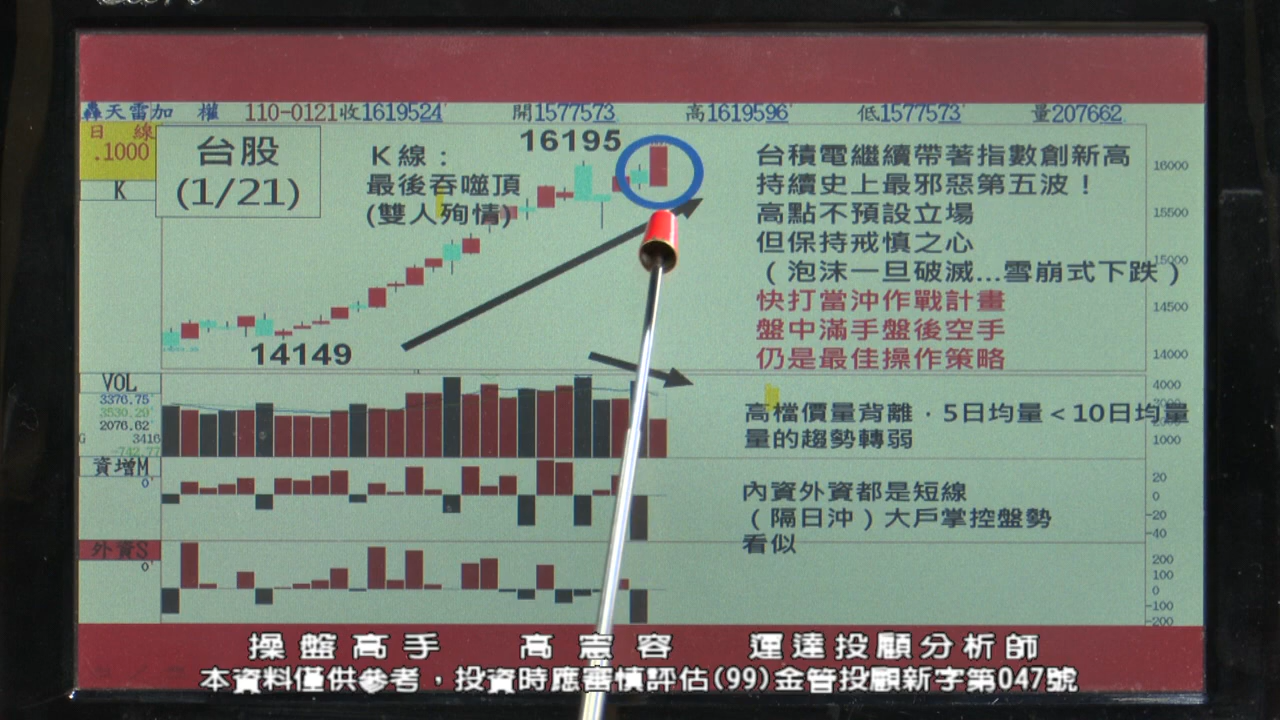 天雷加 權 110-0121收1619524 開1577573 高1619596 低1577573 量207662
日 線
.1000
K
台股
(1/21)
K線：
最後吞噬頂
(雙人殉情)
16195
14149
台積電繼續帶著指數創新高
持續史上最邪惡第五波！
高點不預設立場
但保持戒慎之心
（泡沫一旦破滅...雪崩式下跌）
快打當沖作戰計畫
盤中滿手盤後空手
仍是最佳操作策略
16000
15500
15000
14500
14000
VOL
3376.75
3530.29
2076.62
G 3416
-742.77
4000
1000
高檔價量背離．5日均量＜10日均量
量的趨勢轉弱
資增M
0
20
0
-20
-40
內資外資都是短線
（隔日沖）大戶掌控盤勢
看似
外資S
0
200
100
0
-100
-200
操盤高手 高憲容 運達投顧分析師
本資料僅供參考，投資時應審慎評估(99)金管投顧新字第047號